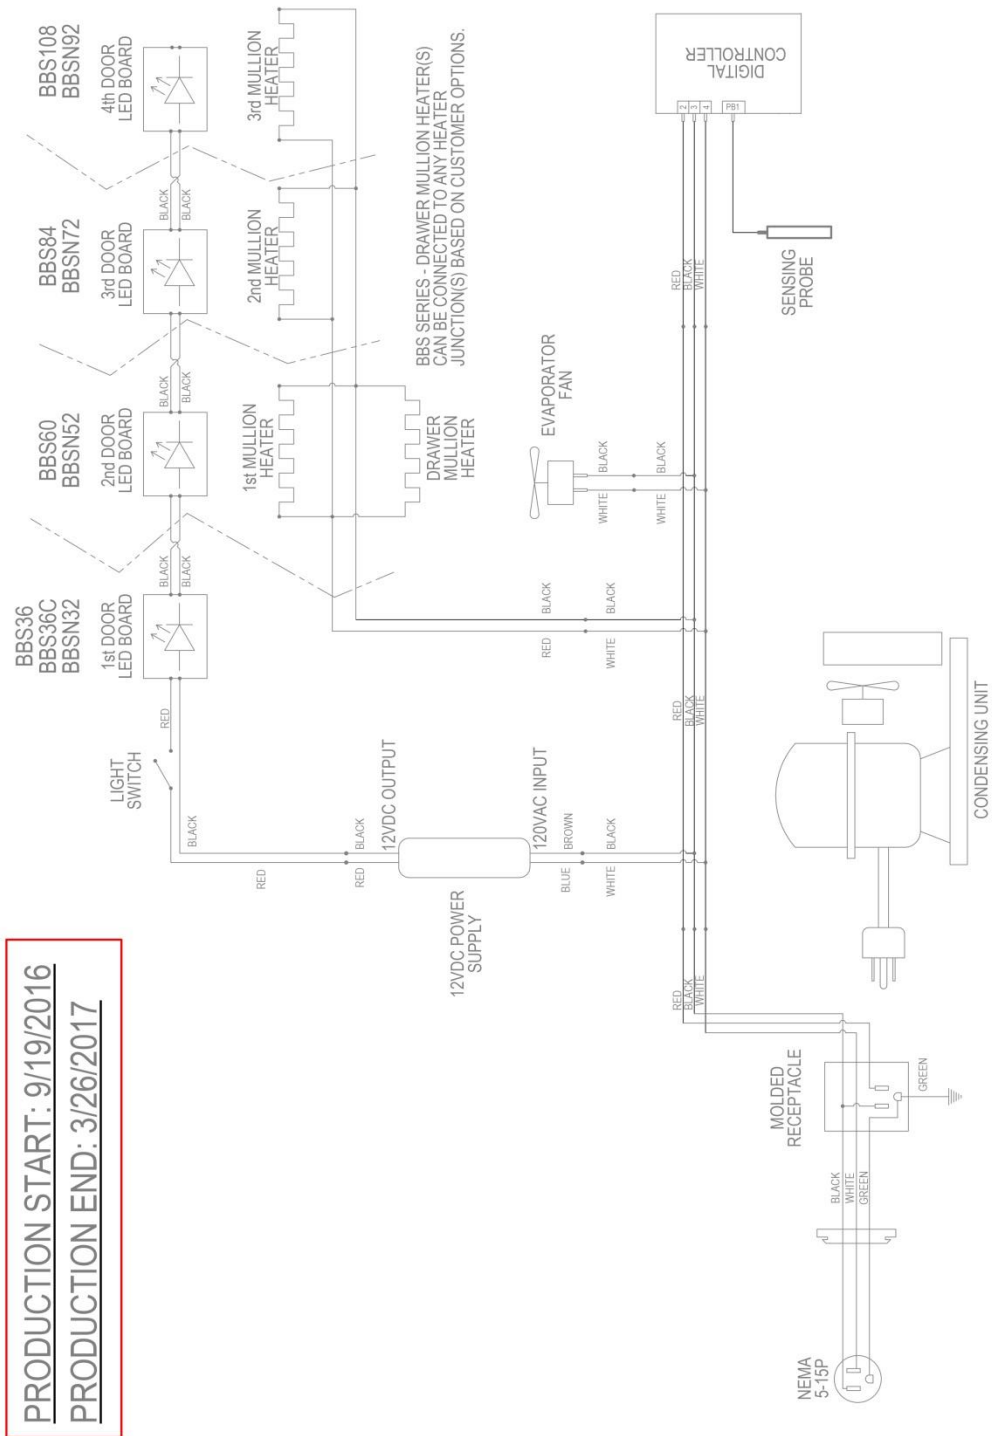 PRODUCTION START: 9/19/2016
PRODUCTION END: 3/26/2017
BBS36
BBS36C
BBSN32
1st DOOR
LED BOARD
BBS60
BBSN52
2nd DOOR
LED BOARD
BBS84
BBSN72
3rd DOOR
LED BOARD
BBS108
BBSN92
4th DOOR
LED BOARD
LIGHT
SWITCH
RED
BLACK
BLACK
BLACK
BLACK
BLACK
BLACK
BLACK
RED
RED
BLACK
12VDC OUTPUT
12VDC POWER
SUPPLY
120VAC INPUT
BLUE
BROWN
WHITE
BLACK
1st MULLION
HEATER
2nd MULLION
HEATER
3rd MULLION
HEATER
DRAWER
MULLION
HEATER
BBS SERIES - DRAWER MULLION HEATER(S)
CAN BE CONNECTED TO ANY HEATER
JUNCTION(S) BASED ON CUSTOMER OPTIONS.
RED
BLACK
WHITE
BLACK
EVAPORATOR
FAN
WHITE
BLACK
WHITE
BLACK
DIGITAL
CONTROLLER
2
3
4
PB1
SENSING
PROBE
RED
BLACK
WHITE
RED
BLACK
WHITE
RED
BLACK
WHITE
NEMA
5-15P
BLACK
WHITE
GREEN
MOLDED
RECEPTACLE
GREEN
CONDENSING UNIT